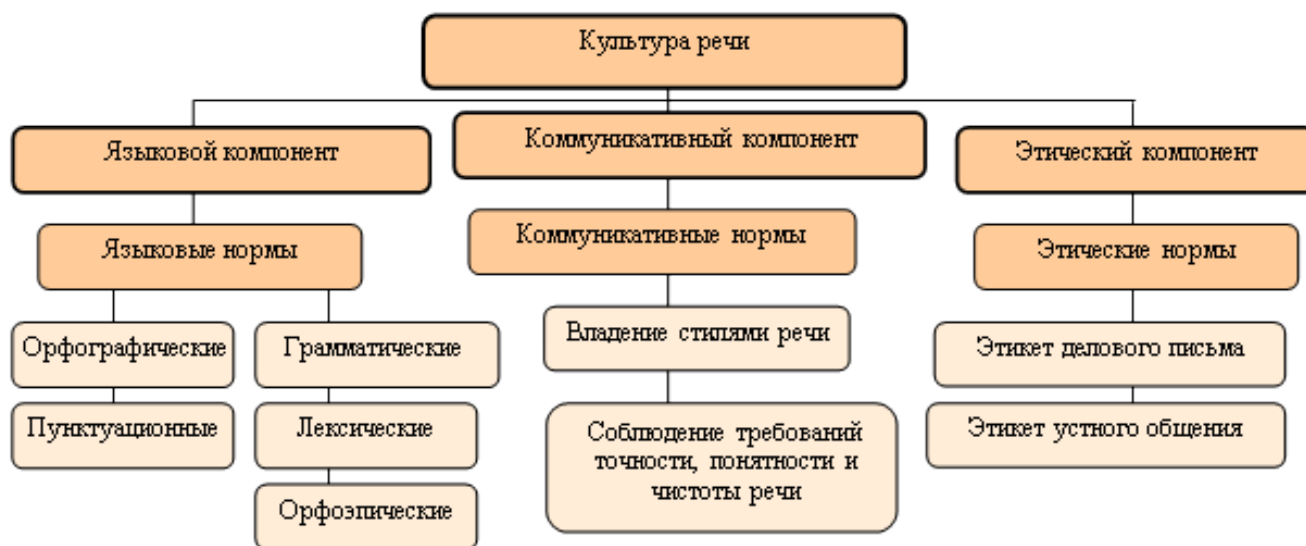 Культура речи
Языковой компонент
Коммуникативный компонент
Этический компонент
Языковые нормы
Коммуникативные нормы
Этические нормы
Орфографические
Грамматические
Владение стилями речи
Этикет делового письма
Пунктуационные
Лексические
Соблюдение требований
точности, понятности и
чистоты речи
Этикет устного общения
Орфоэпические